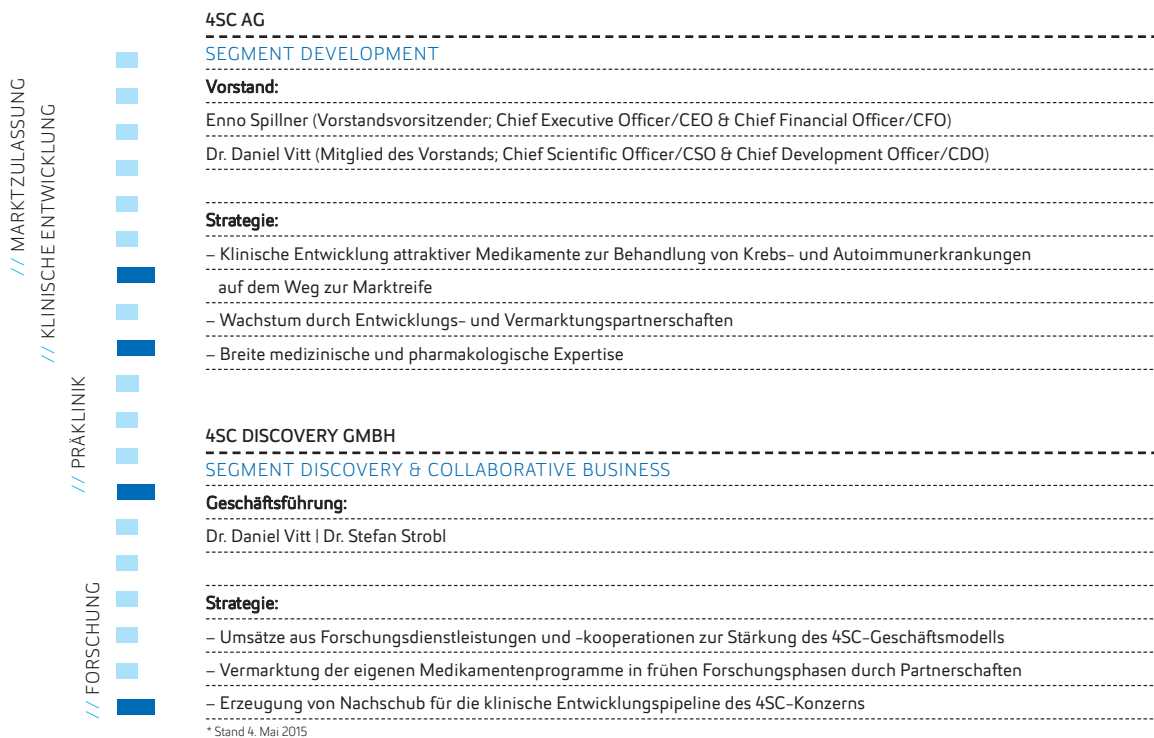 4SC AG
SEGMENT DEVELOPMENT
Vorstand:
Enno Spillner (Vorstandsvorsitzender; Chief Executive Officer/CEO & Chief Financial Officer/CFO)
Dr. Daniel Vitt (Mitglied des Vorstands; Chief Scientific Officer/CSO & Chief Development Officer/CDO)
Strategie:
– Klinische Entwicklung attraktiver Medikamente zur Behandlung von Krebs- und Autoimmunerkrankungen
auf dem Weg zur Marktreife
– Wachstum durch Entwicklungs- und Vermarktungspartnerschaften
– Breite medizinische und pharmakologische Expertise
// MARKTZULASSUNG
// KLINISCHE ENTWICKLUNG
// PRÄKLINIK
// FORSCHUNG
4SC DISCOVERY GMBH
SEGMENT DISCOVERY & COLLABORATIVE BUSINESS
Geschäftsführung:
Dr. Daniel Vitt | Dr. Stefan Strobl
Strategie:
– Umsätze aus Forschungsdienstleistungen und -kooperationen zur Stärkung des 4SC-Geschäftsmodells
– Vermarktung der eigenen Medikamentenprogramme in frühen Forschungsphasen durch Partnerschaften
– Erzeugung von Nachschub für die klinische Entwicklungspipeline des 4SC-Konzerns
* Stand 4. Mai 2015